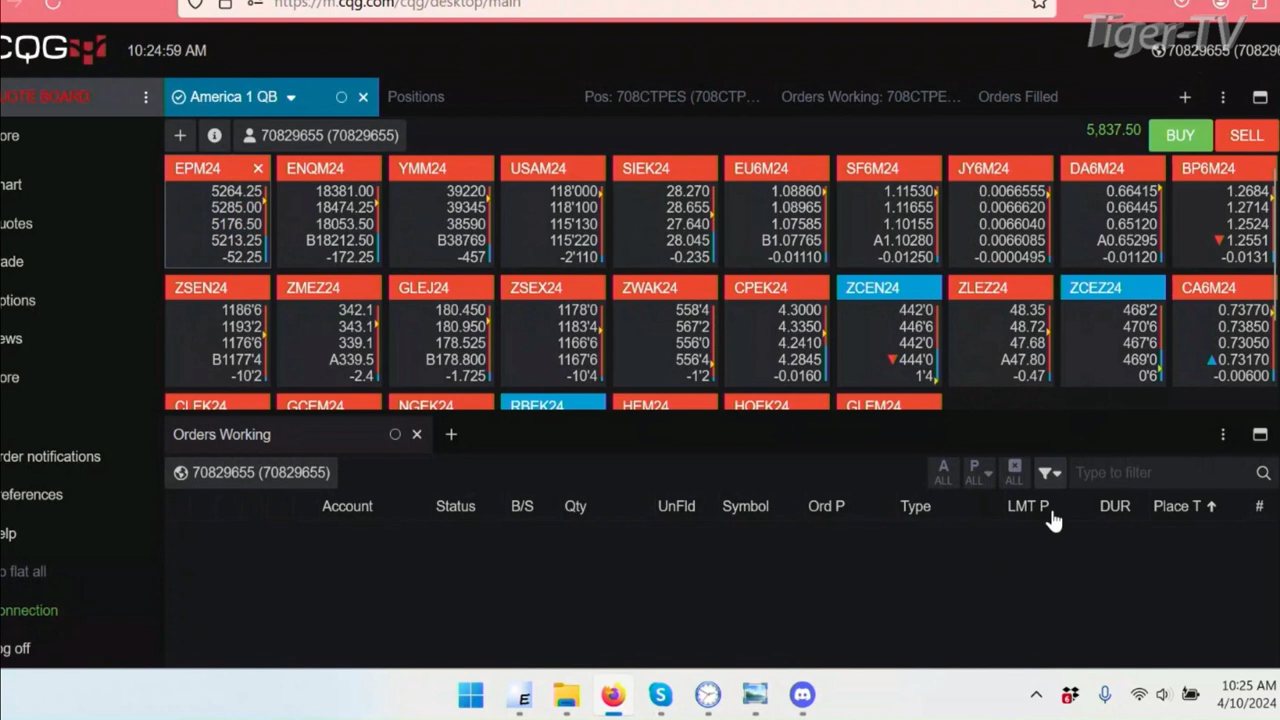 https://m.cqg.com/cqg/desktop/main
Tiger-TV
CQG
10:24:59 AM
70829655 (70829
UOTE BOARD
America 1 QB
Positions
Pos: 708CTPES (708CTP...
Orders Working: 708CTPE...
Orders Filled
ore
70829655 (70829655)
5,837.50
BUY
SELL
EPM24 ENQM24 YMM24 USAM24 SIEK24 EU6M24 SF6M24 JY6M24 DA6M24 BP6M24
5264.25 18381.00 39220 118'000 28.270 1.08860 1.11530 0.0066555 0.66415 1.2684
5285.00 18474.25 39345 118'100 28.655 1.08965 1.11655 0.0066620 0.66445 1.2714
5176.50 18053.50 38590 115'130 27.640 1.07585 1.10155 0.0066040 0.65120 1.2524
5213.25 B18212.50 B38769 115'220 28.045 B1.07765 A1.10280 0.0066085 A0.65295 1.2551
-52.25 -172.25 -457 -2'110 -0.235 -0.01110 -0.01250 -0.0000495 -0.01120 -0.0131
hart
uotes
ade
ZSEN24 ZMEZ24 GLEJ24 ZSEX24 ZWAK24 CPEK24 ZCEN24 ZLEZ24 ZCEZ24 CA6M24
1186'6 342.1 180.450 1178'0 558'4 4.3000 442'0 48.35 468'2 0.73770
1193'2 343.1 180.950 1183'4 567'2 4.3350 446'6 48.72 470'6 0.73850
1176'6 339.1 178.525 1166'6 556'0 4.2410 442'0 47.68 467'6 0.73050
B1177'4 A339.5 B178.800 1167'6 556'4 4.2845 444'0 A47.80 469'0 0.73170
-10'2 -2.4 -1.725 -10'4 -1'2 -0.0160 1'4 -0.47 0'6 -0.00600
ptions
ews
ore
CLEK24 GCEM24 NGEK24 RBEK24 HEM24 HOEK24 GLEM24
Orders Working
rder notifications
70829655 (70829655)
A ALL
P ALL
ALL
Type to filter
references
Account Status B/S Qty UnFld Symbol Ord P Type LMT P DUR Place T #
elp
o flat all
onnection
og off
10:25 AM
4/10/2024